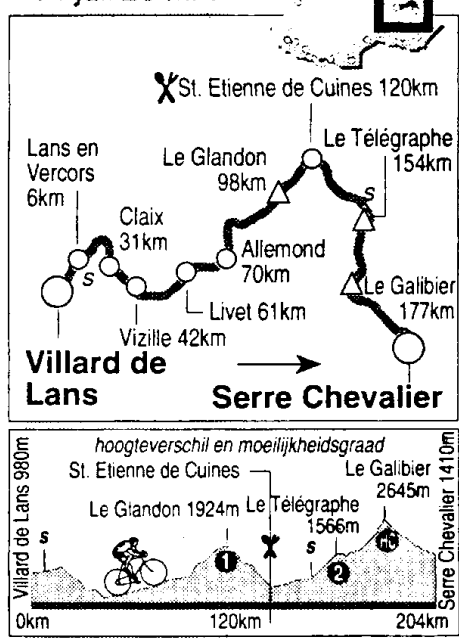 St. Etienne de Cuines 120km
Lans en
Vercors
6km
Le Glandon
98km
Le Télégraphe
154km
Claix
31km
Allemond
70km
Le Galibier
177km
Livet 61km
Vizille 42km
S
S
Villard de
Lans
Serre Chevalier
hoogteverschil en moeilijkheidsgraad
Villard de Lans 980m
St. Etienne de Cuines
Le Galibier
2645m
Le Glandon 1924m
Le Télégraphe
1566m
Serre Chevalier 1410m
S
S
1
2
HC
0km
120km
204km